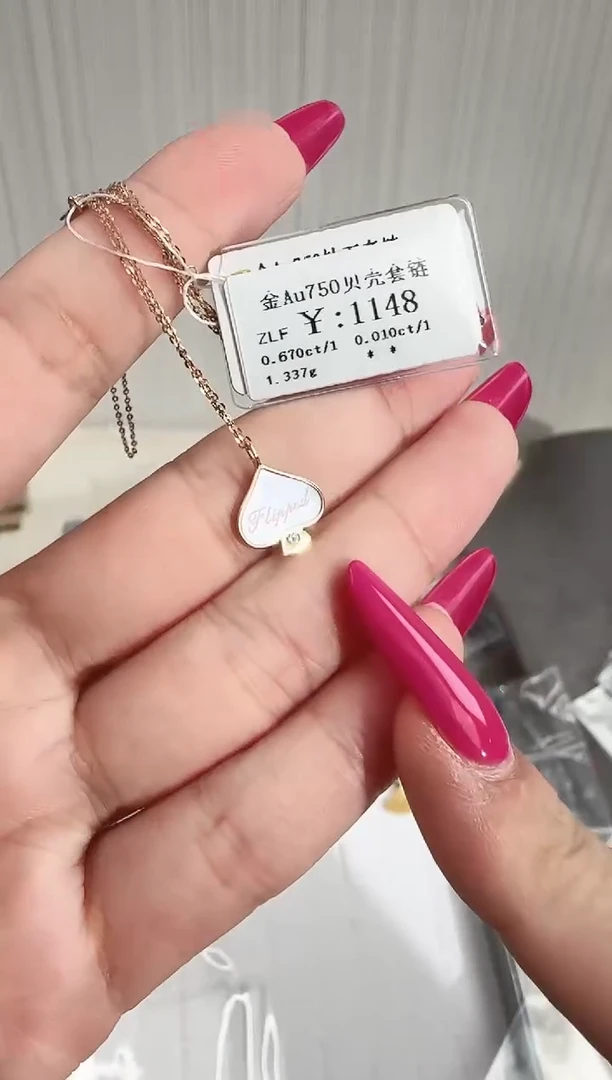 金Au750贝壳套链
ZLF ￥:1148
0.670ct/1 0.010ct/1
1.337g * *
Flipped